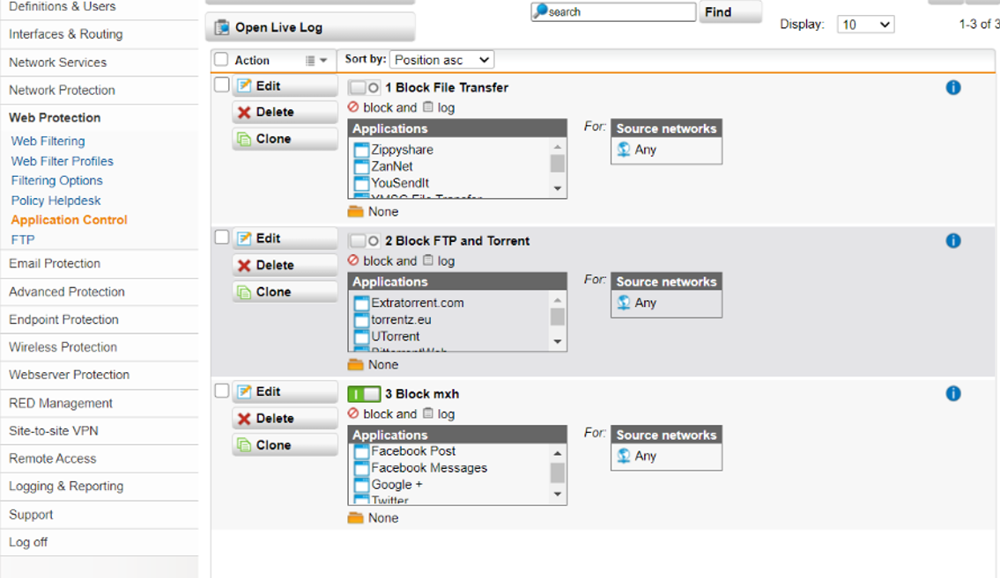 Definitions & Users
Interfaces & Routing
Network Services
Network Protection
Web Protection
Web Filtering
Web Filter Profiles
Filtering Options
Policy Helpdesk
Application Control
FTP
Email Protection
Advanced Protection
Endpoint Protection
Wireless Protection
Webserver Protection
RED Management
Site-to-site VPN
Remote Access
Logging & Reporting
Support
Log off
Open Live Log
search
Find
Display: 10
1-3 of 3
Action
Sort by: Position asc
Edit
Delete
Clone
1 Block File Transfer
block and log
Applications
Zippyshare
ZanNet
YouSendIt
YMSG File Transfer
None
For: Source networks
Any
Edit
Delete
Clone
2 Block FTP and Torrent
block and log
Applications
Extratorrent.com
torrentz.eu
UTorrent
BittorrentWeb
None
For: Source networks
Any
Edit
Delete
Clone
3 Block mxh
block and log
Applications
Facebook Post
Facebook Messages
Google +
Twitter
None
For: Source networks
Any